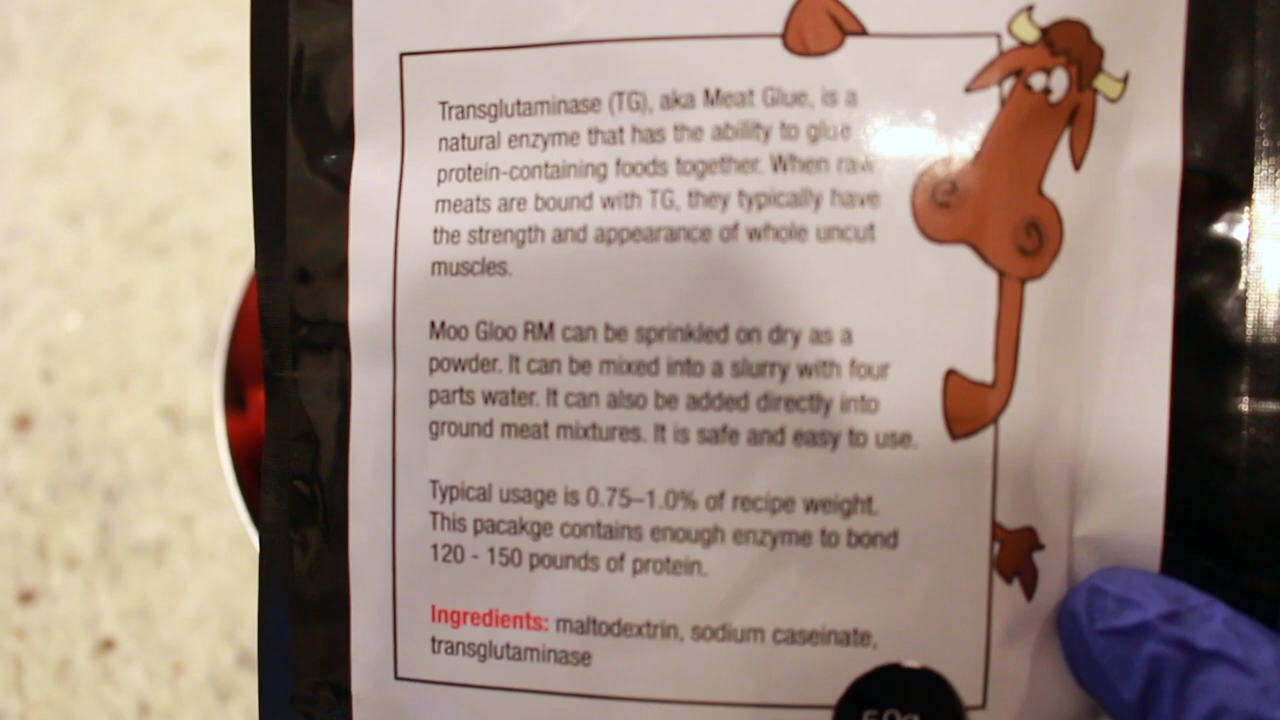 Transglutaminase (TG), aka Meat Glue, is a
natural enzyme that has the ability to glue
protein-containing foods together. When raw
meats are bound with TG, they typically have
the strength and appearance of whole uncut
muscles.
Moo Gloo RM can be sprinkled on dry as a
powder. It can be mixed into a slurry with four
parts water. It can also be added directly into
ground meat mixtures. It is safe and easy to use.
Typical usage is 0.75–1.0% of recipe weight.
This pacakge contains enough enzyme to bond
120 - 150 pounds of protein.
Ingredients: maltodextrin, sodium caseinate,
transglutaminase